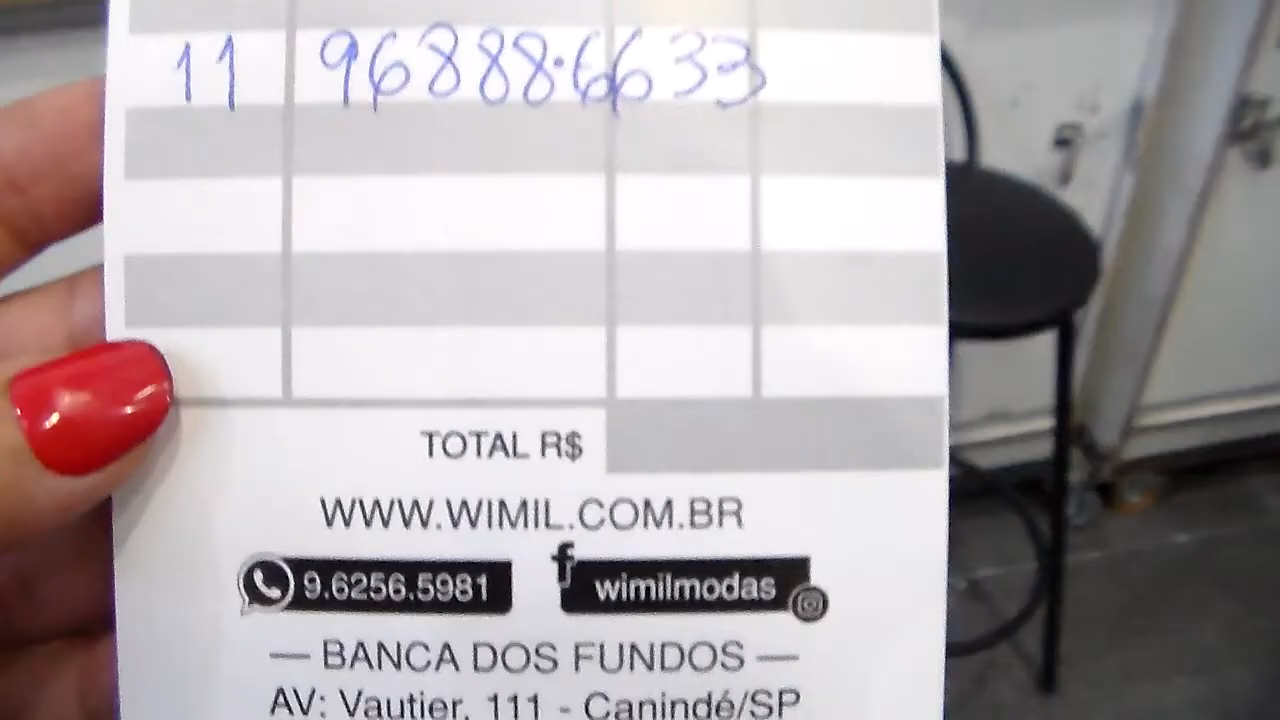 11 96888·6633
TOTAL R$
WWW.WIMIL.COM.BR
9.6256.5981 f wimilmodas
— BANCA DOS FUNDOS —
AV: Vautier, 111 - Canindé/SP